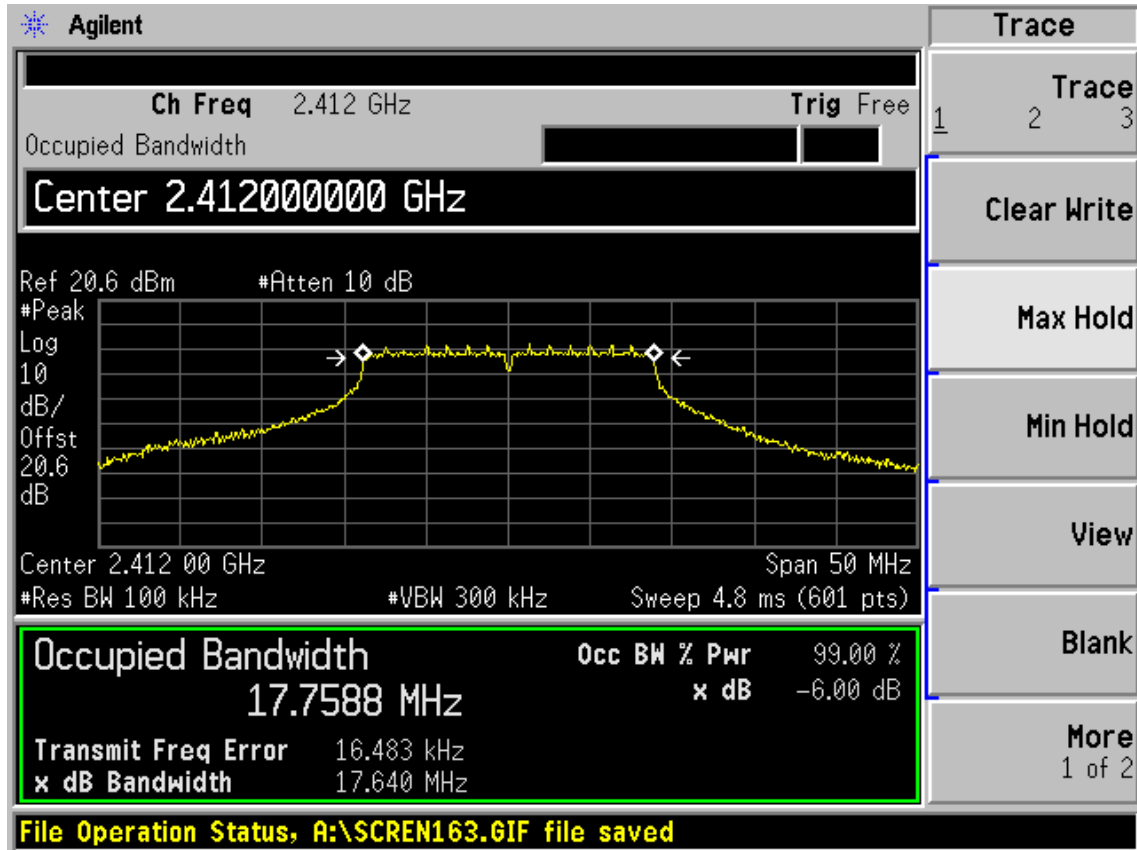 Agilent
Trace
Ch Freq 2.412 GHz Trig Free
Occupied Bandwidth
Center 2.412000000 GHz
Ref 20.6 dBm #Atten 10 dB
#Peak
Log
10
dB/
Offst
20.6
dB
Center 2.412 00 GHz Span 50 MHz
#Res BW 100 kHz #VBW 300 kHz Sweep 4.8 ms (601 pts)
Occupied Bandwidth
17.7588 MHz
Occ BW % Pwr 99.00 %
x dB -6.00 dB
Transmit Freq Error 16.483 kHz
x dB Bandwidth 17.640 MHz
File Operation Status, A:\SCREN163.GIF file saved
Trace
1 2 3
Clear Write
Max Hold
Min Hold
View
Blank
More
1 of 2